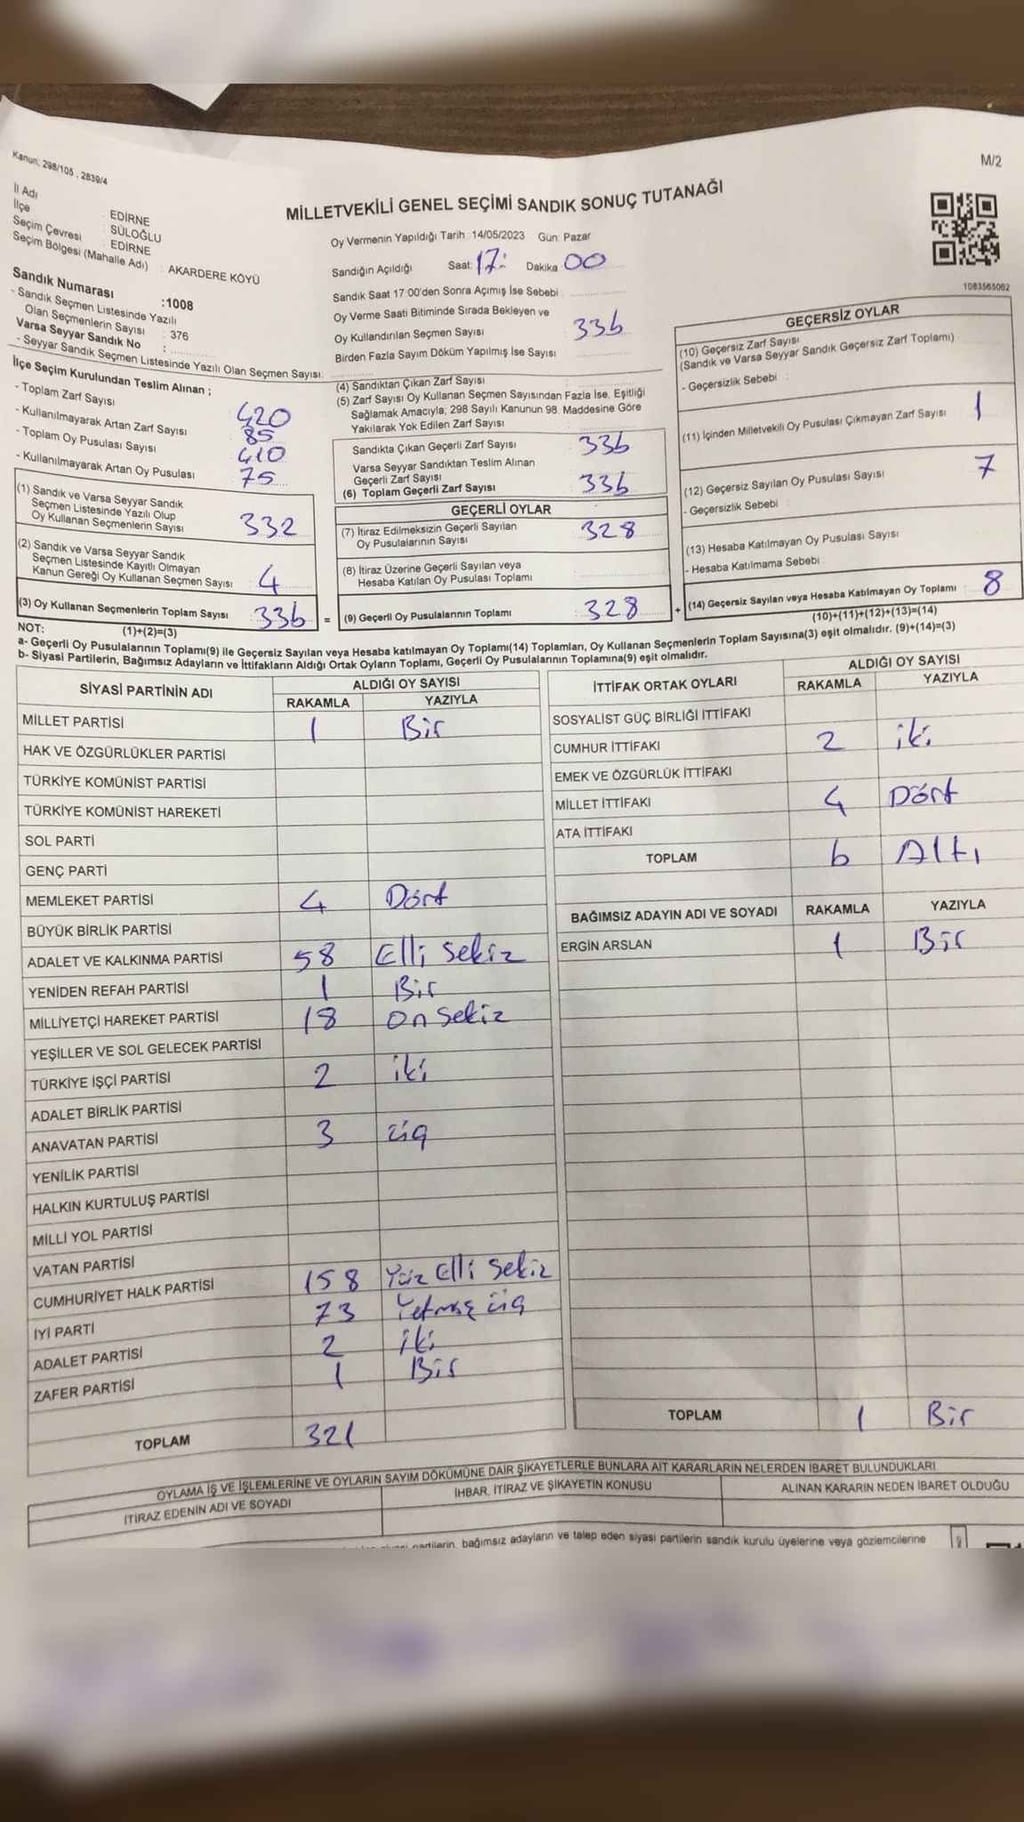 Kanun; 298/105 , 2839/4
M/2
MİLLETVEKİLİ GENEL SEÇİMİ SANDIK SONUÇ TUTANAĞI
İl Adı EDİRNE
İlçe SÜLOĞLU
Seçim Çevresi EDİRNE
Seçim Bölgesi (Mahalle Adı) AKARDERE KÖYÜ
Sandık Numarası :1008
- Sandık Seçmen Listesinde Yazılı
Olan Seçmenlerin Sayısı : 376
Varsa Seyyar Sandık No :
- Seyyar Sandık Seçmen Listesinde Yazılı Olan Seçmen Sayısı:
İlçe Seçim Kurulundan Teslim Alınan ;
- Toplam Zarf Sayısı 420
- Kullanılmayarak Artan Zarf Sayısı 85
- Toplam Oy Pusulası Sayısı 410
- Kullanılmayarak Artan Oy Pusulası 75
(1) Sandık ve Varsa Seyyar Sandık
Seçmen Listesinde Yazılı Olup
Oy Kullanan Seçmenlerin Sayısı 332
(2) Sandık ve Varsa Seyyar Sandık
Seçmen Listesinde Kayıtlı Olmayan
Kanun Gereği Oy Kullanan Seçmen Sayısı 4
(3) Oy Kullanan Seçmenlerin Toplam Sayısı 336 =
(1)+(2)=(3)
Oy Vermenin Yapıldığı Tarih :14/05/2023 Gün: Pazar
Sandığın Açıldığı Saat: 17: Dakika 00
Sandık Saat 17:00'den Sonra Açımış İse Sebebi
Oy Verme Saati Bitiminde Sırada Bekleyen ve
Oy Kullandırılan Seçmen Sayısı 336
Birden Fazla Sayım Döküm Yapılmış İse Sayısı
(4) Sandıktan Çıkan Zarf Sayısı
(5) Zarf Sayısı Oy Kullanan Seçmen Sayısından Fazla İse, Eşitliği
Sağlamak Amacıyla; 298 Sayılı Kanunun 98. Maddesine Göre
Yakılarak Yok Edilen Zarf Sayısı
Sandıkta Çıkan Geçerli Zarf Sayısı 336
Varsa Seyyar Sandıktan Teslim Alınan
Geçerli Zarf Sayısı
(6) Toplam Geçerli Zarf Sayısı 336
GEÇERLİ OYLAR
(7) İtiraz Edilmeksizin Geçerli Sayılan
Oy Pusulalarının Sayısı 328
(8) İtiraz Üzerine Geçerli Sayılan veya
Hesaba Katılan Oy Pusulası Toplamı
(9) Geçerli Oy Pusulalarının Toplamı 328 +
1083565062
GEÇERSİZ OYLAR
(10) Geçersiz Zarf Sayısı
(Sandık ve Varsa Seyyar Sandık Geçersiz Zarf Toplamı)
- Geçersizlik Sebebi :
(11) İçinden Milletvekili Oy Pusulası Çıkmayan Zarf Sayısı 1
(12) Geçersiz Sayılan Oy Pusulası Sayısı 7
- Geçersizlik Sebebi :
(13) Hesaba Katılmayan Oy Pusulası Sayısı
- Hesaba Katılmama Sebebi
(14) Geçersiz Sayılan veya Hesaba Katılmayan Oy Toplamı 8
(10)+(11)+(12)+(13)=(14)
NOT:
a- Geçerli Oy Pusulalarının Toplamı(9) ile Geçersiz Sayılan veya Hesaba katılmayan Oy Toplamı(14) Toplamları, Oy Kullanan Seçmenlerin Toplam Sayısına(3) eşit olmalıdır. (9)+(14)=(3)
b- Siyasi Partilerin, Bağımsız Adayların ve İttifakların Aldığı Ortak Oyların Toplamı, Geçerli Oy Pusulalarının Toplamına(9) eşit olmalıdır.
SİYASİ PARTİNİN ADI ALDIĞI OY SAYISI
RAKAMLA YAZIYLA
MİLLET PARTİSİ 1 Bir
HAK VE ÖZGÜRLÜKLER PARTİSİ
TÜRKİYE KOMÜNİST PARTİSİ
TÜRKİYE KOMÜNİST HAREKETİ
SOL PARTİ
GENÇ PARTİ
MEMLEKET PARTİSİ 4 Dört
BÜYÜK BİRLİK PARTİSİ
ADALET VE KALKINMA PARTİSİ 58 Elli Sekiz
YENİDEN REFAH PARTİSİ 1 Bir
MİLLİYETÇİ HAREKET PARTİSİ 18 on Sekiz
YEŞİLLER VE SOL GELECEK PARTİSİ
TÜRKİYE İŞÇİ PARTİSİ 2 iki
ADALET BİRLİK PARTİSİ
ANAVATAN PARTİSİ 3 üç
YENİLİK PARTİSİ
HALKIN KURTULUŞ PARTİSİ
MİLLİ YOL PARTİSİ
VATAN PARTİSİ
CUMHURİYET HALK PARTİSİ 158 Yüz Elli Sekiz
İYİ PARTİ 73 Yetmiş üç
ADALET PARTİSİ 2 iki
ZAFER PARTİSİ 1 Bir
TOPLAM 321
İTTİFAK ORTAK OYLARI ALDIĞI OY SAYISI
RAKAMLA YAZIYLA
SOSYALİST GÜÇ BİRLİĞİ İTTİFAKI
CUMHUR İTTİFAKI 2 iki
EMEK VE ÖZGÜRLÜK İTTİFAKI
MİLLET İTTİFAKI 4 Dört
ATA İTTİFAKI
TOPLAM 6 Altı
BAĞIMSIZ ADAYIN ADI VE SOYADI RAKAMLA YAZIYLA
ERGİN ARSLAN 1 Bir
TOPLAM 1 Bir
OYLAMA İŞ VE İŞLEMLERİNE VE OYLARIN SAYIM DÖKÜMÜNE DAİR ŞİKAYETLERLE BUNLARA AİT KARARLARIN NELERDEN İBARET BULUNDUKLARI
İTİRAZ EDENİN ADI VE SOYADI İHBAR, İTİRAZ VE ŞİKAYETİN KONUSU ALINAN KARARIN NEDEN İBARET OLDUĞU
partilerin, bağımsız adayların ve talep eden siyasi partilerin sandık kurulu üyelerine veya gözlemcilerine